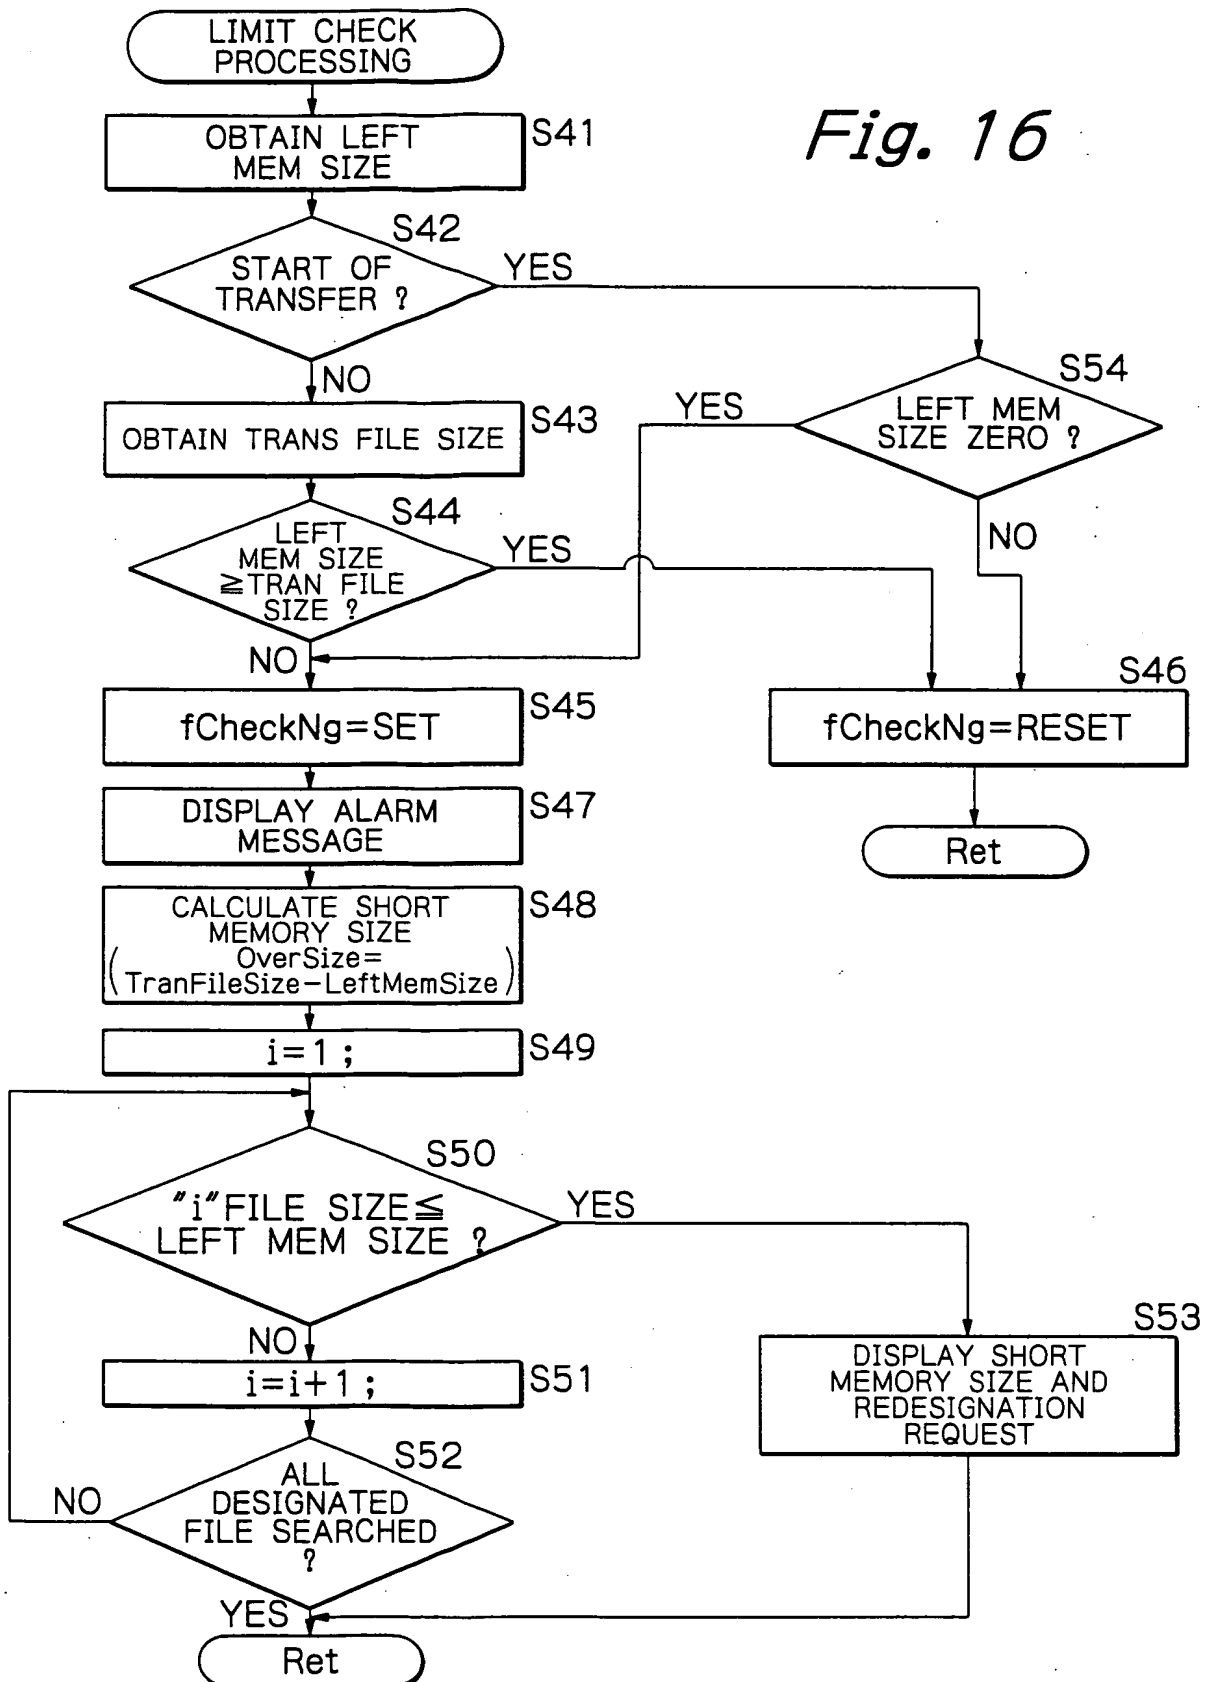 LIMIT CHECK
PROCESSING
Fig. 16
OBTAIN LEFT
MEM SIZE
S41
S42
START OF
TRANSFER ?
YES
NO
S54
LEFT MEM
SIZE ZERO ?
YES
NO
OBTAIN TRANS FILE SIZE
S43
S44
LEFT
MEM SIZE
≧TRAN FILE
SIZE ?
YES
NO
S45
fCheckNg=SET
S46
fCheckNg=RESET
Ret
DISPLAY ALARM
MESSAGE
S47
CALCULATE SHORT
MEMORY SIZE
(OverSize=
TranFileSize-LeftMemSize)
S48
i=1 ;
S49
S50
"i"FILE SIZE≦
LEFT MEM SIZE ?
YES
NO
i=i+1 ;
S51
S53
DISPLAY SHORT
MEMORY SIZE AND
REDESIGNATION
REQUEST
S52
ALL
DESIGNATED
FILE SEARCHED
?
NO
YES
Ret